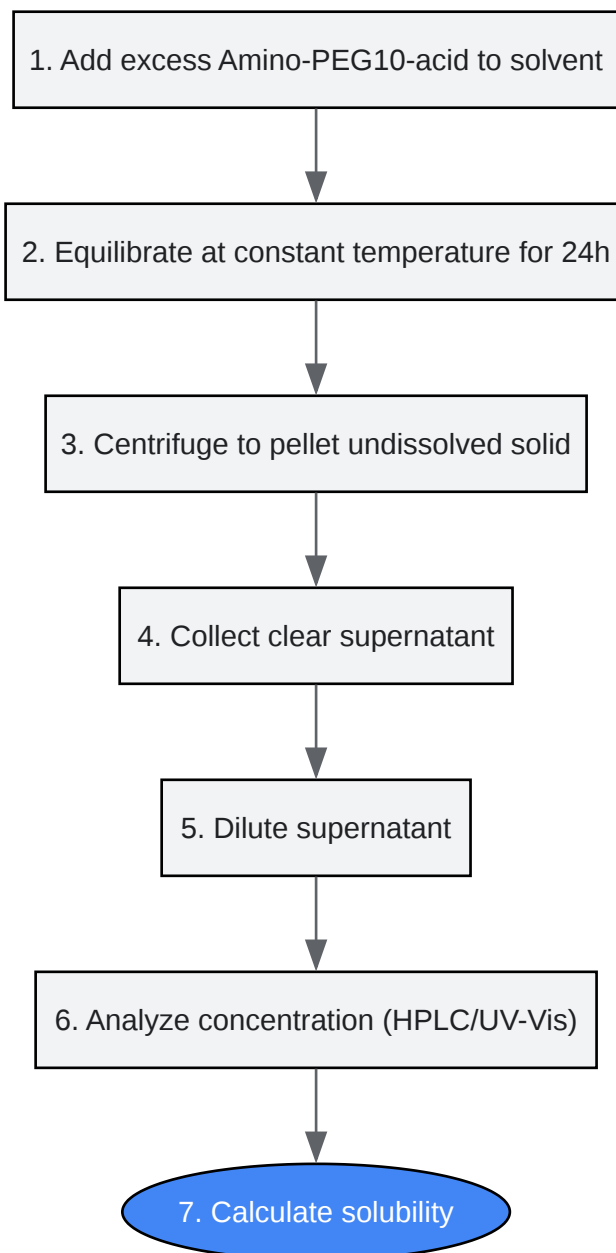 1. Add excess Amino-PEG10-acid to solvent
2. Equilibrate at constant temperature for 24h
3. Centrifuge to pellet undissolved solid
4. Collect clear supernatant
5. Dilute supernatant
6. Analyze concentration (HPLC/UV-Vis)
7. Calculate solubility